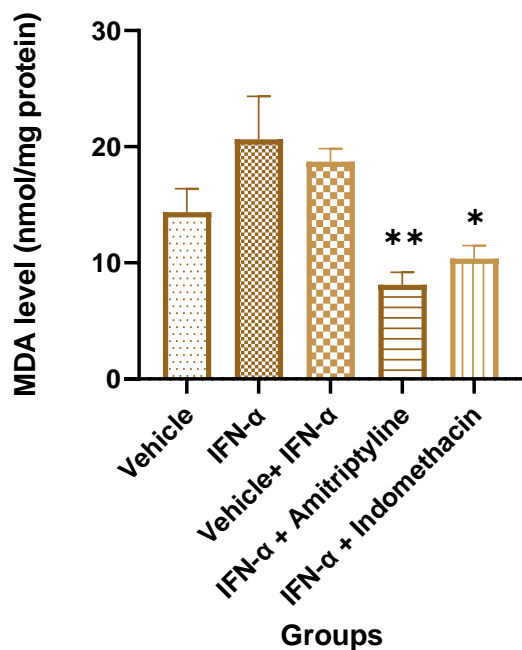 MDA level (nmol/mg protein)
30
20
10
0
**
*
Vehicle
IFN-α
Vehicle+ IFN-α
IFN-α + Amitriptyline
IFN-α + Indomethacin
Groups